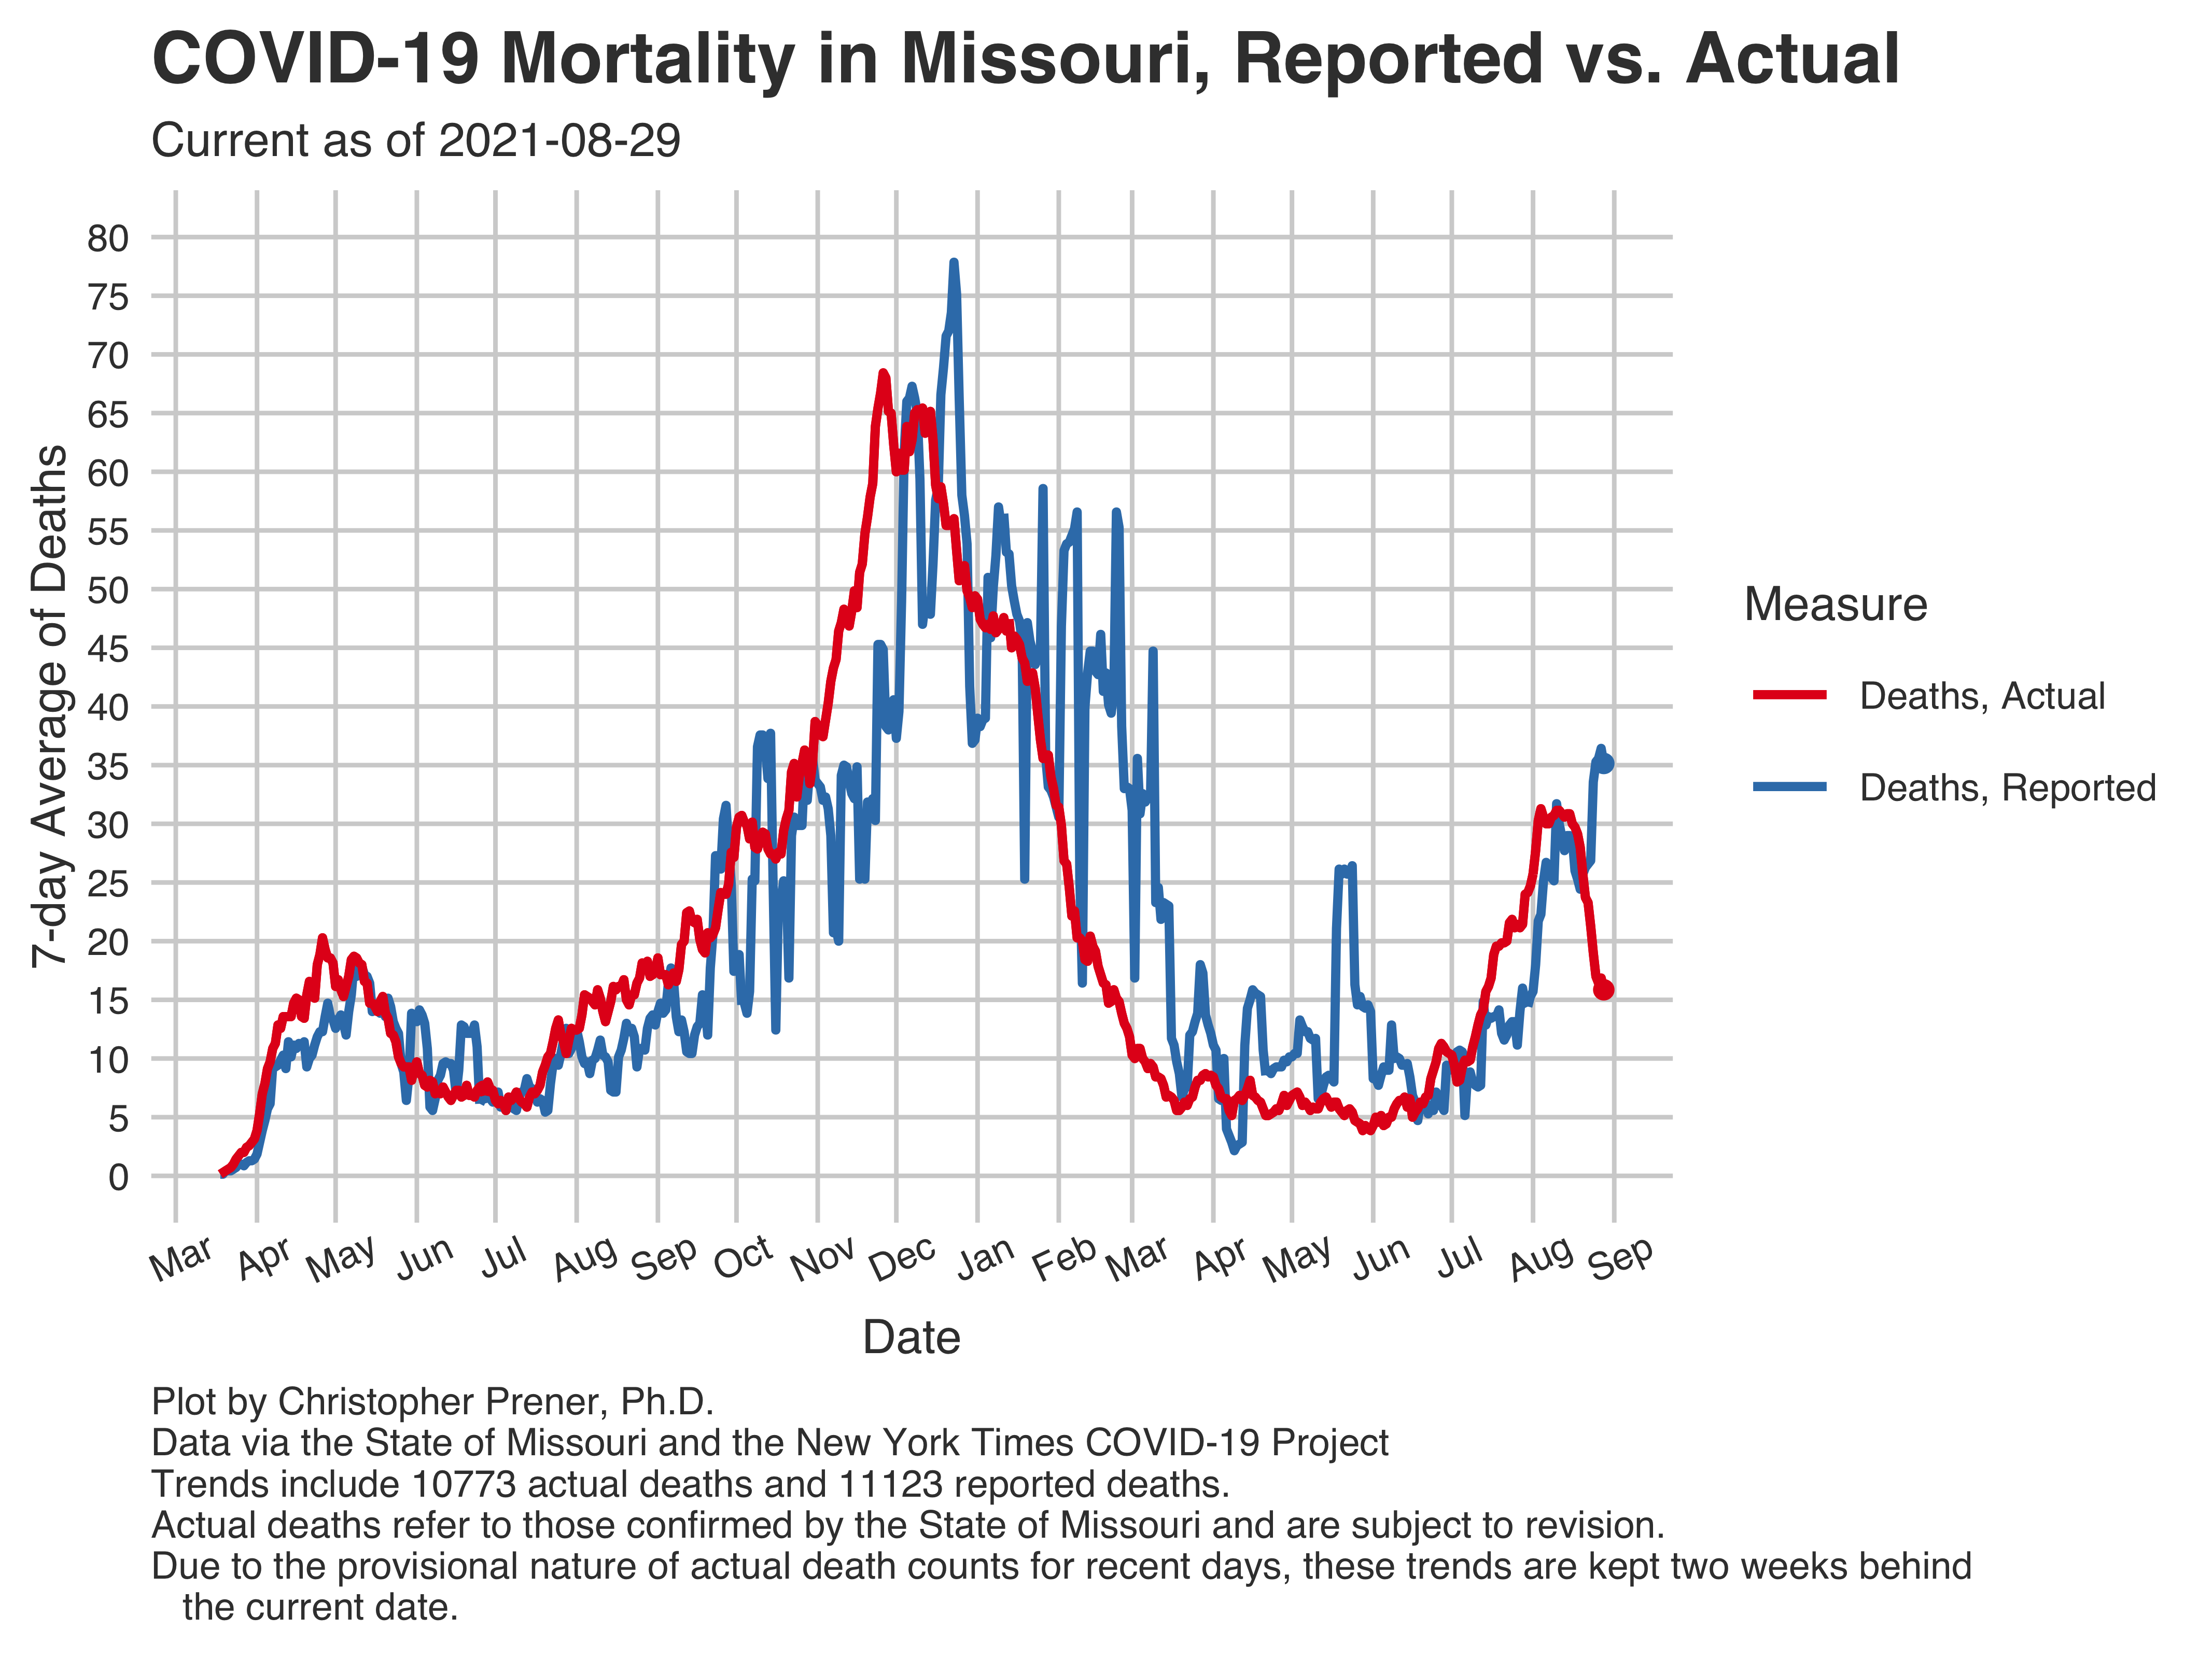 COVID-19 Mortality in Missouri, Reported vs. Actual
Current as of 2021-08-29
7-day Average of Deaths
80
75
70
65
60
55
50
45
40
35
30
25
20
15
10
5
0
Mar
Apr
May
Jun
Jul
Aug
Sep
Oct
Nov
Dec
Jan
Feb
Mar
Apr
May
Jun
Jul
Aug
Sep
Date
Measure
Deaths, Actual
Deaths, Reported
Plot by Christopher Prener, Ph.D.
Data via the State of Missouri and the New York Times COVID-19 Project
Trends include 10773 actual deaths and 11123 reported deaths.
Actual deaths refer to those confirmed by the State of Missouri and are subject to revision.
Due to the provisional nature of actual death counts for recent days, these trends are kept two weeks behind
the current date.